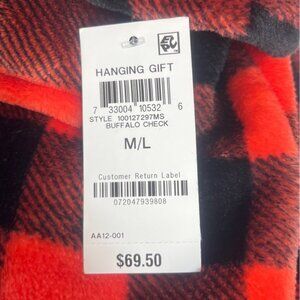 HANGING GIFT
7 33004 10532 6
STYLE 100127297MS
BUFFALO CHECK
M/L
Customer Return Label
072047939808
AA12-001
$69.50